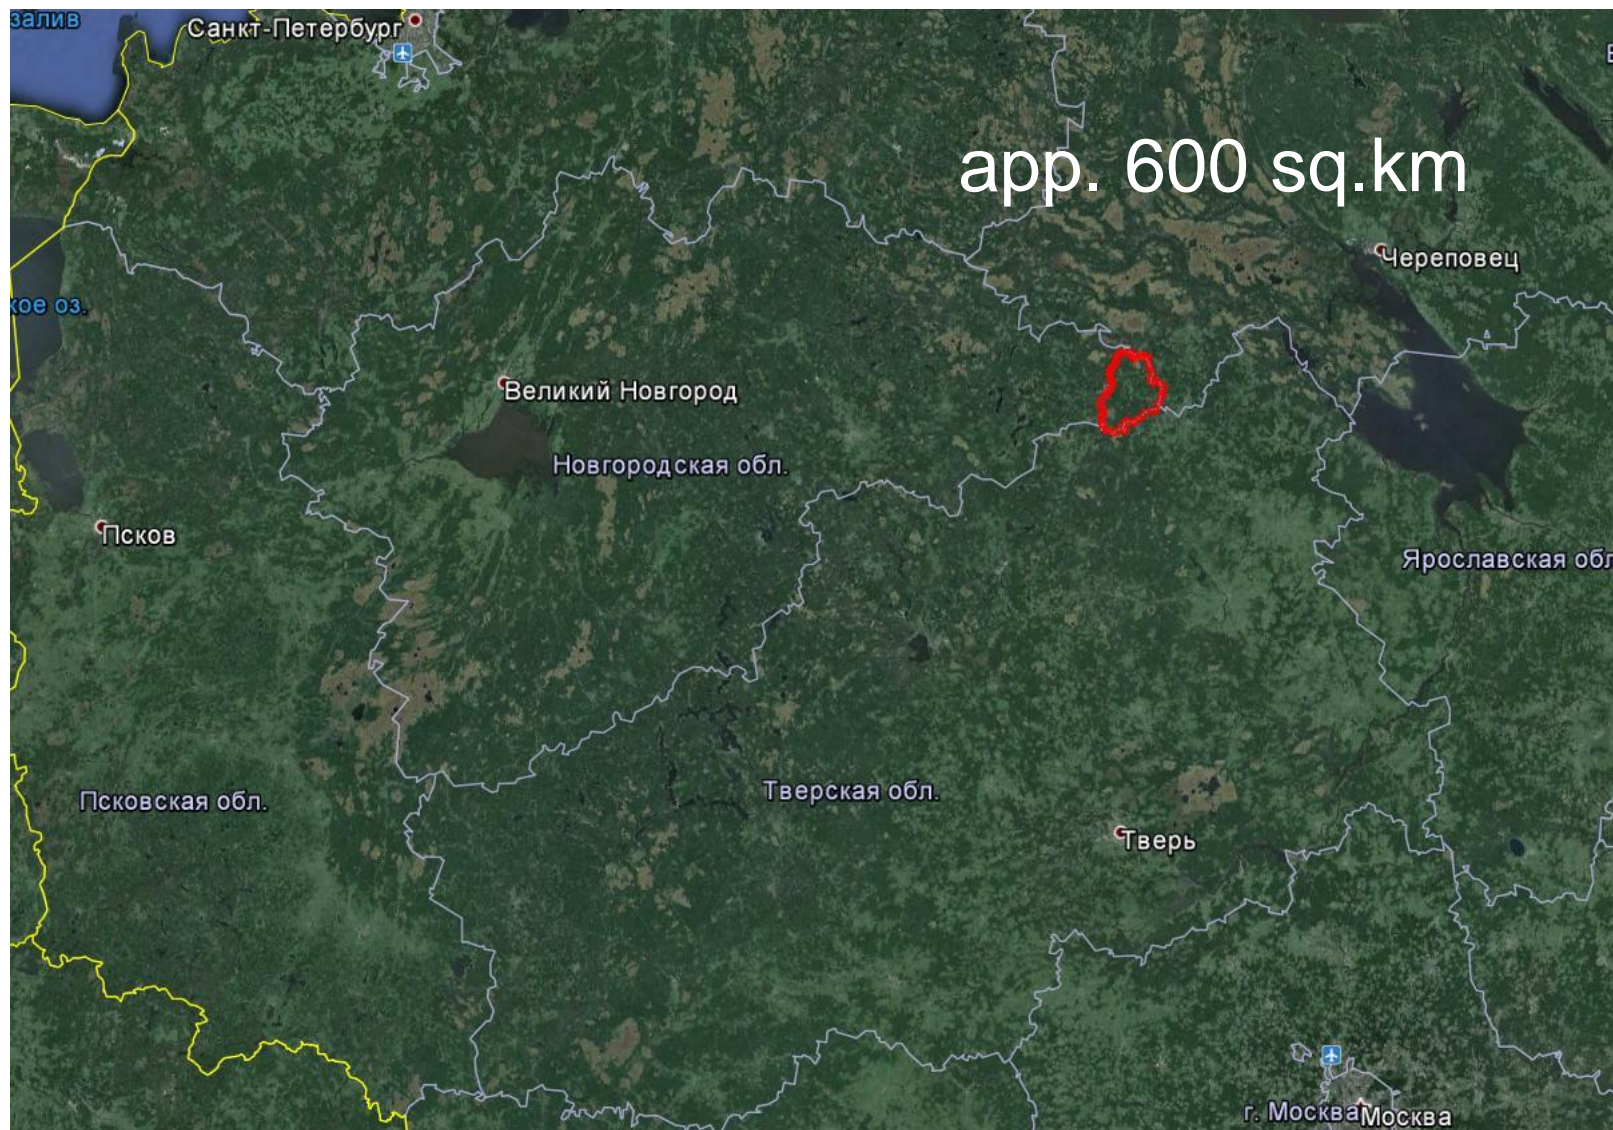 залив
Санкт-Петербург
app. 600 sq.km
Череповец
кое оз.
Великий Новгород
Новгородская обл.
Псков
Ярославская обл
Псковская обл.
Тверская обл.
Тверь
г. Москва
Москва